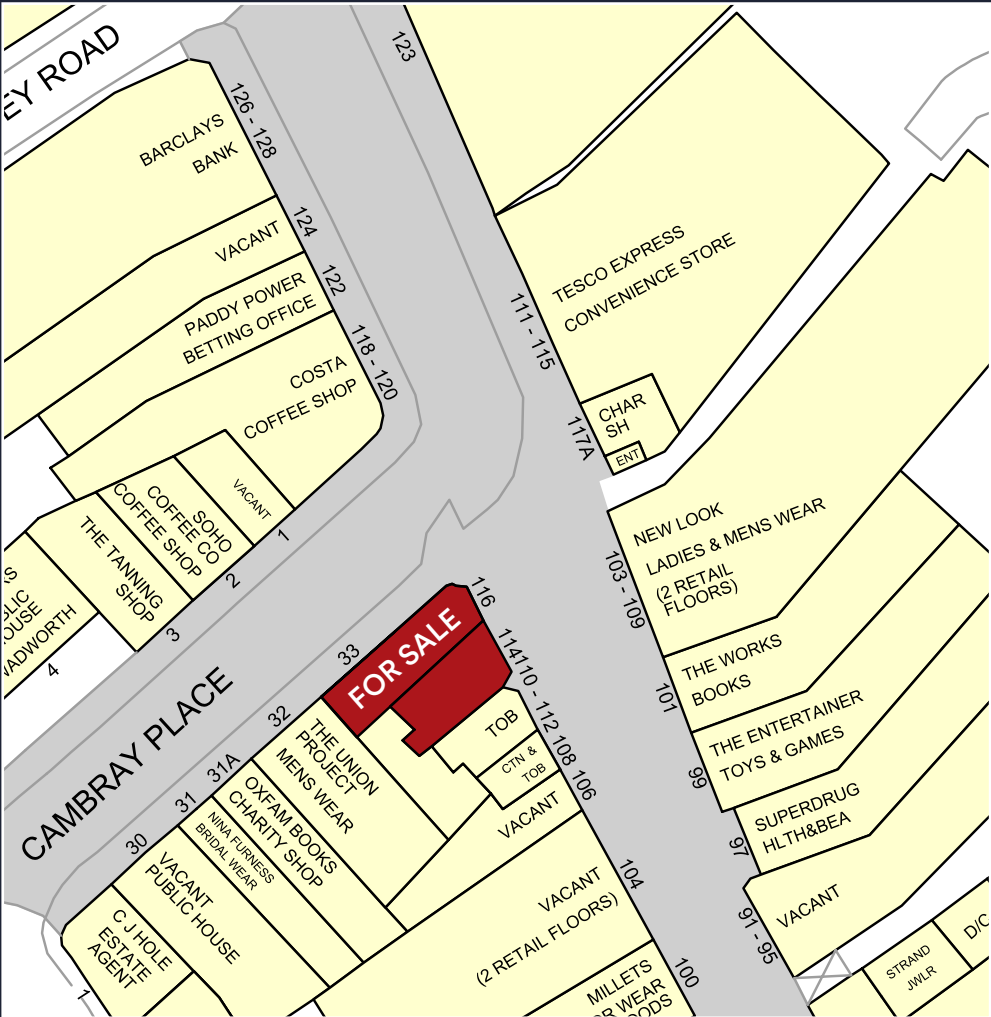 EY ROAD
123
126 - 128
BARCLAYS
BANK
124
VACANT
122
PADDY POWER
BETTING OFFICE
118 - 120
COSTA
COFFEE SHOP
TESCO EXPRESS
CONVENIENCE STORE
111 - 115
CHAR
SH
117A
ENT
VACANT
1
SOHO
COFFEE CO
COFFEE SHOP
2
THE TANNING
SHOP
3
KS
LIC
OUSE
WADWORTH
4
NEW LOOK
LADIES & MENS WEAR
(2 RETAIL
FLOORS)
103 - 109
THE WORKS
BOOKS
101
THE ENTERTAINER
TOYS & GAMES
99
SUPERDRUG
HLTH&BEA
97
VACANT
91 - 95
STRAND
JWLR
D/C
116
FOR SALE
33
114
110 - 112
TOB
108
CTN &
TOB
106
VACANT
104
VACANT
(2 RETAIL FLOORS)
100
MILLETS
R WEAR
ODS
CAMBRAY PLACE
32
THE UNION
PROJECT
MENS WEAR
31A
OXFAM BOOKS
CHARITY SHOP
31
NINA FURNESS
BRIDAL WEAR
30
VACANT
PUBLIC HOUSE
C J HOLE
ESTATE
AGENT
1